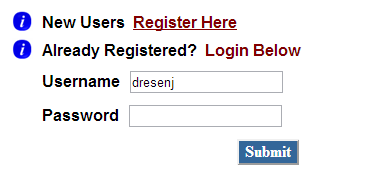 New Users Register Here
Already Registered? Login Below
Username dresenj
Password
Submit